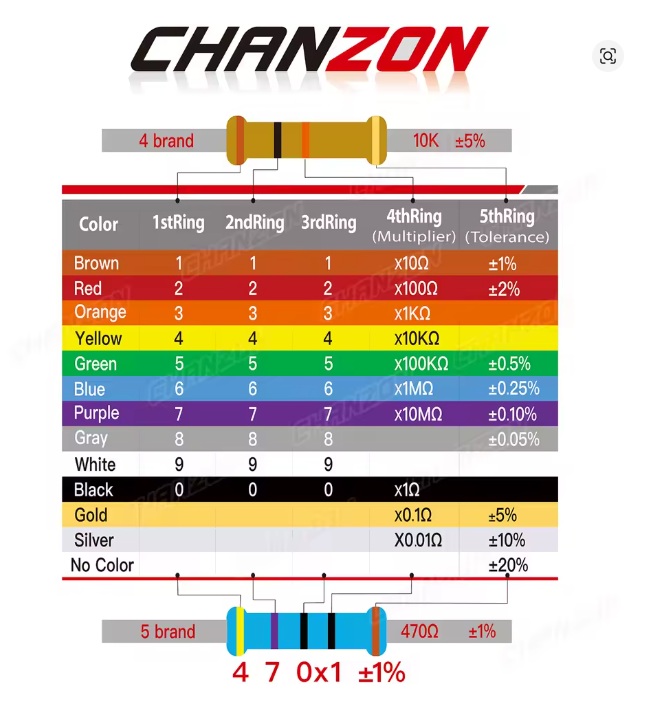 CHANZON
4 brand 10K ±5%
Color 1stRing 2ndRing 3rdRing 4thRing 5thRing
(Multiplier) (Tolerance)
Brown 1 1 1 x10Ω ±1%
Red 2 2 2 x100Ω ±2%
Orange 3 3 3 x1KΩ
Yellow 4 4 4 x10KΩ
Green 5 5 5 x100KΩ ±0.5%
Blue 6 6 6 x1MΩ ±0.25%
Purple 7 7 7 x10MΩ ±0.10%
Gray 8 8 8 ±0.05%
White 9 9 9
Black 0 0 0 x1Ω
Gold x0.1Ω ±5%
Silver X0.01Ω ±10%
No Color ±20%
5 brand 470Ω ±1%
4 7 0x1 ±1%